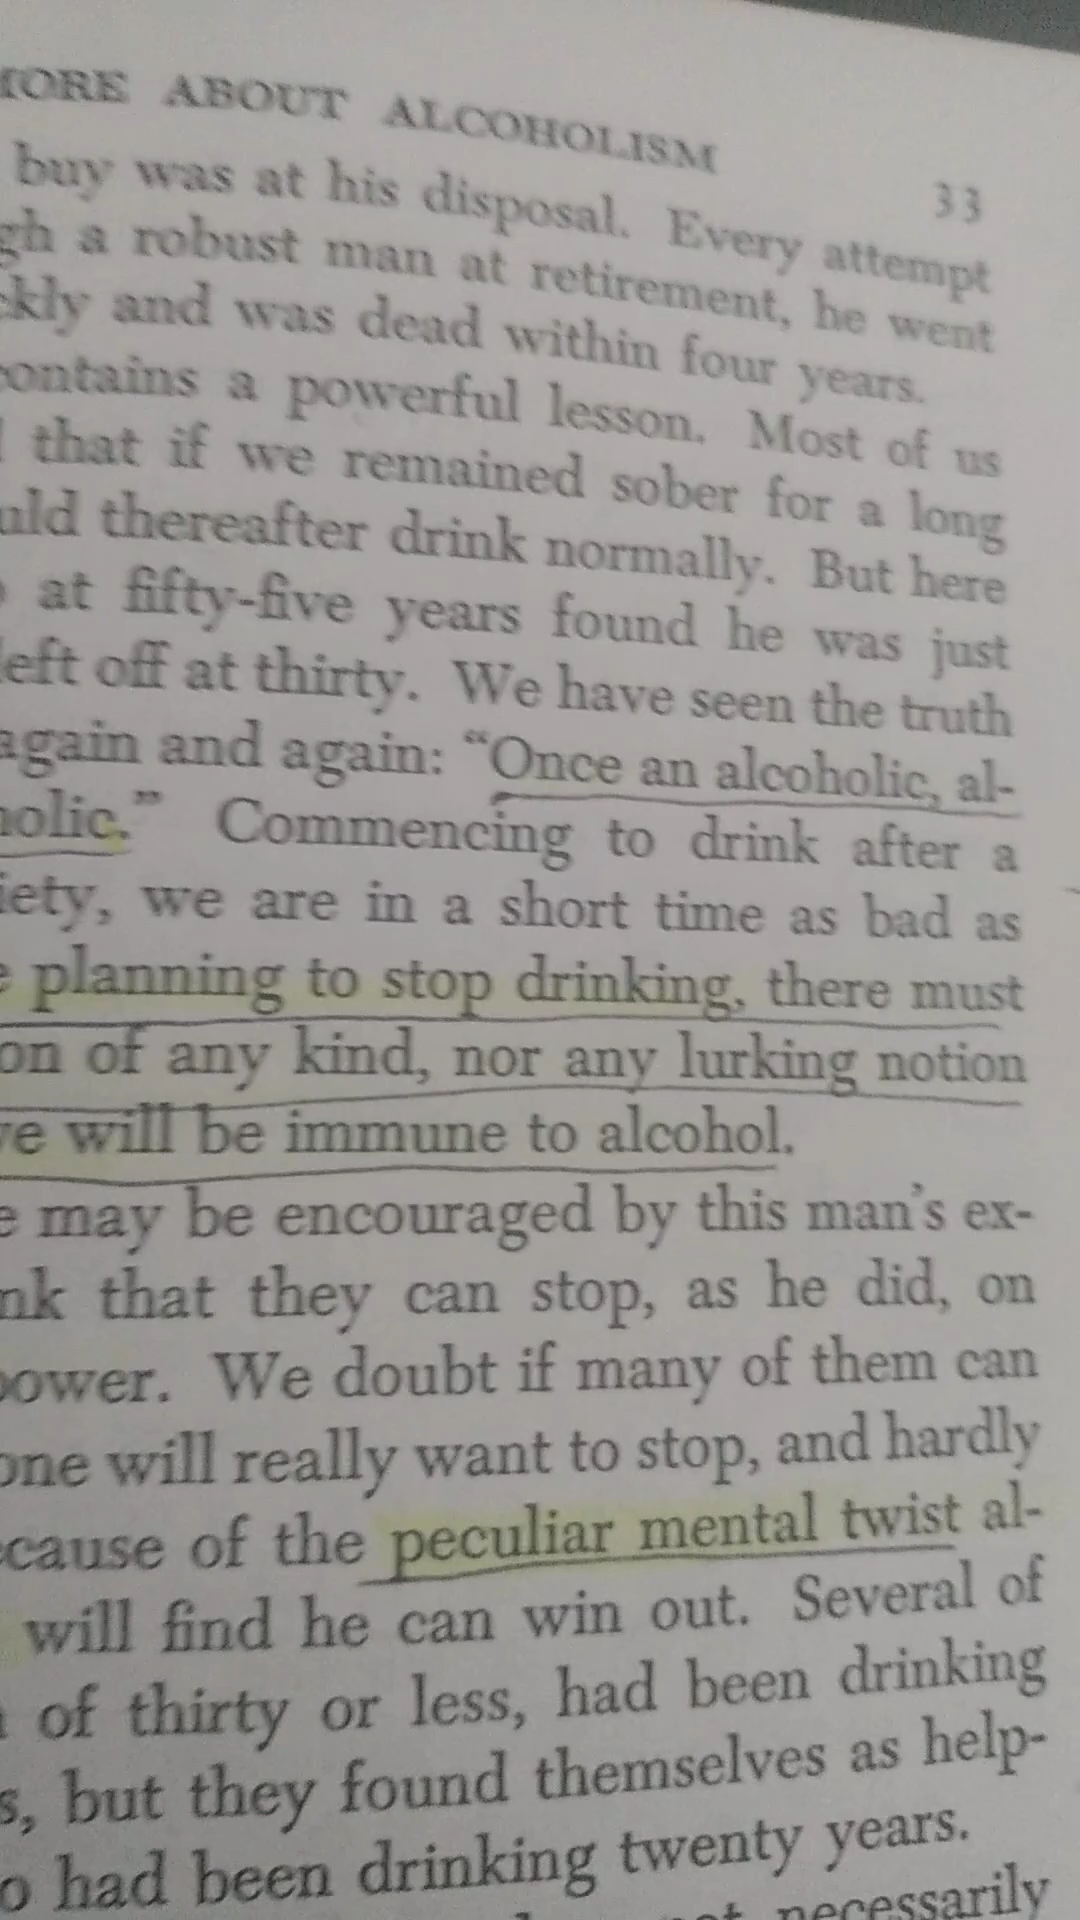 MORE ABOUT ALCOHOLISM 33
buy was at his disposal. Every attempt
gh a robust man at retirement, he went
ckly and was dead within four years.
contains a powerful lesson. Most of us
that if we remained sober for a long
uld thereafter drink normally. But here
at fifty-five years found he was just
left off at thirty. We have seen the truth
again and again: “Once an alcoholic, al-
holic.” Commencing to drink after a
iety, we are in a short time as bad as
planning to stop drinking, there must
on of any kind, nor any lurking notion
we will be immune to alcohol.
e may be encouraged by this man’s ex-
nk that they can stop, as he did, on
power. We doubt if many of them can
one will really want to stop, and hardly
cause of the peculiar mental twist al-
will find he can win out. Several of
of thirty or less, had been drinking
s, but they found themselves as help-
o had been drinking twenty years.
necessarily